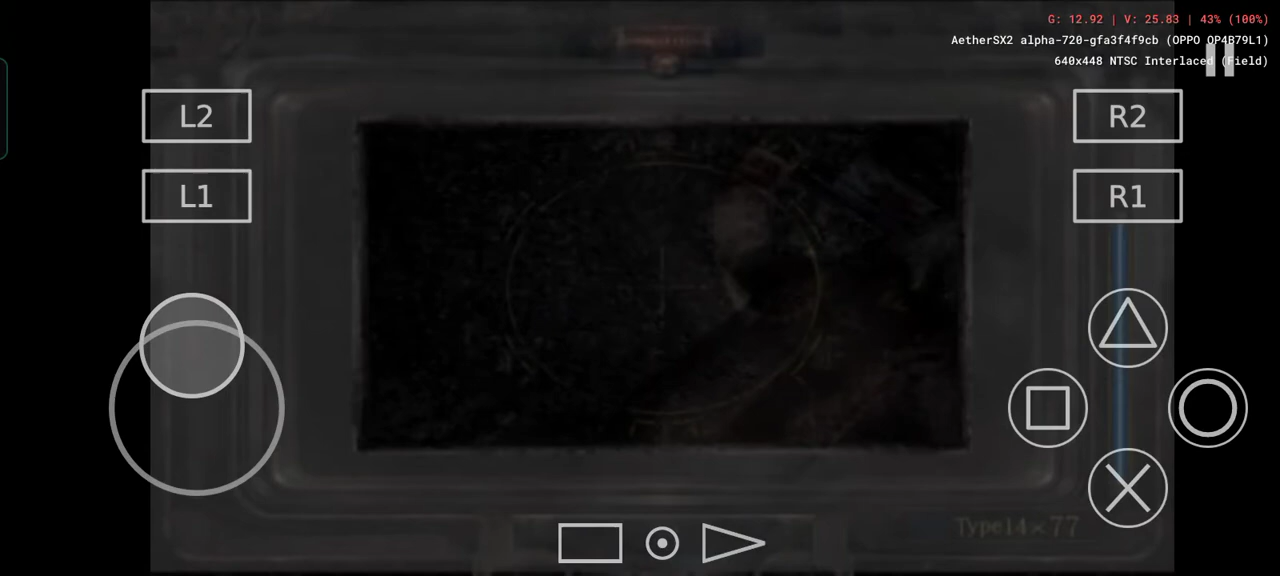 G: 12.92 | V: 25.83 | 43% (100%)
AetherSX2 alpha-720-gfa3f4f9cb (OPPO OP4B79L1)
640x448 NTSC Interlaced (Field)
L2
R2
L1
R1
Type14×77